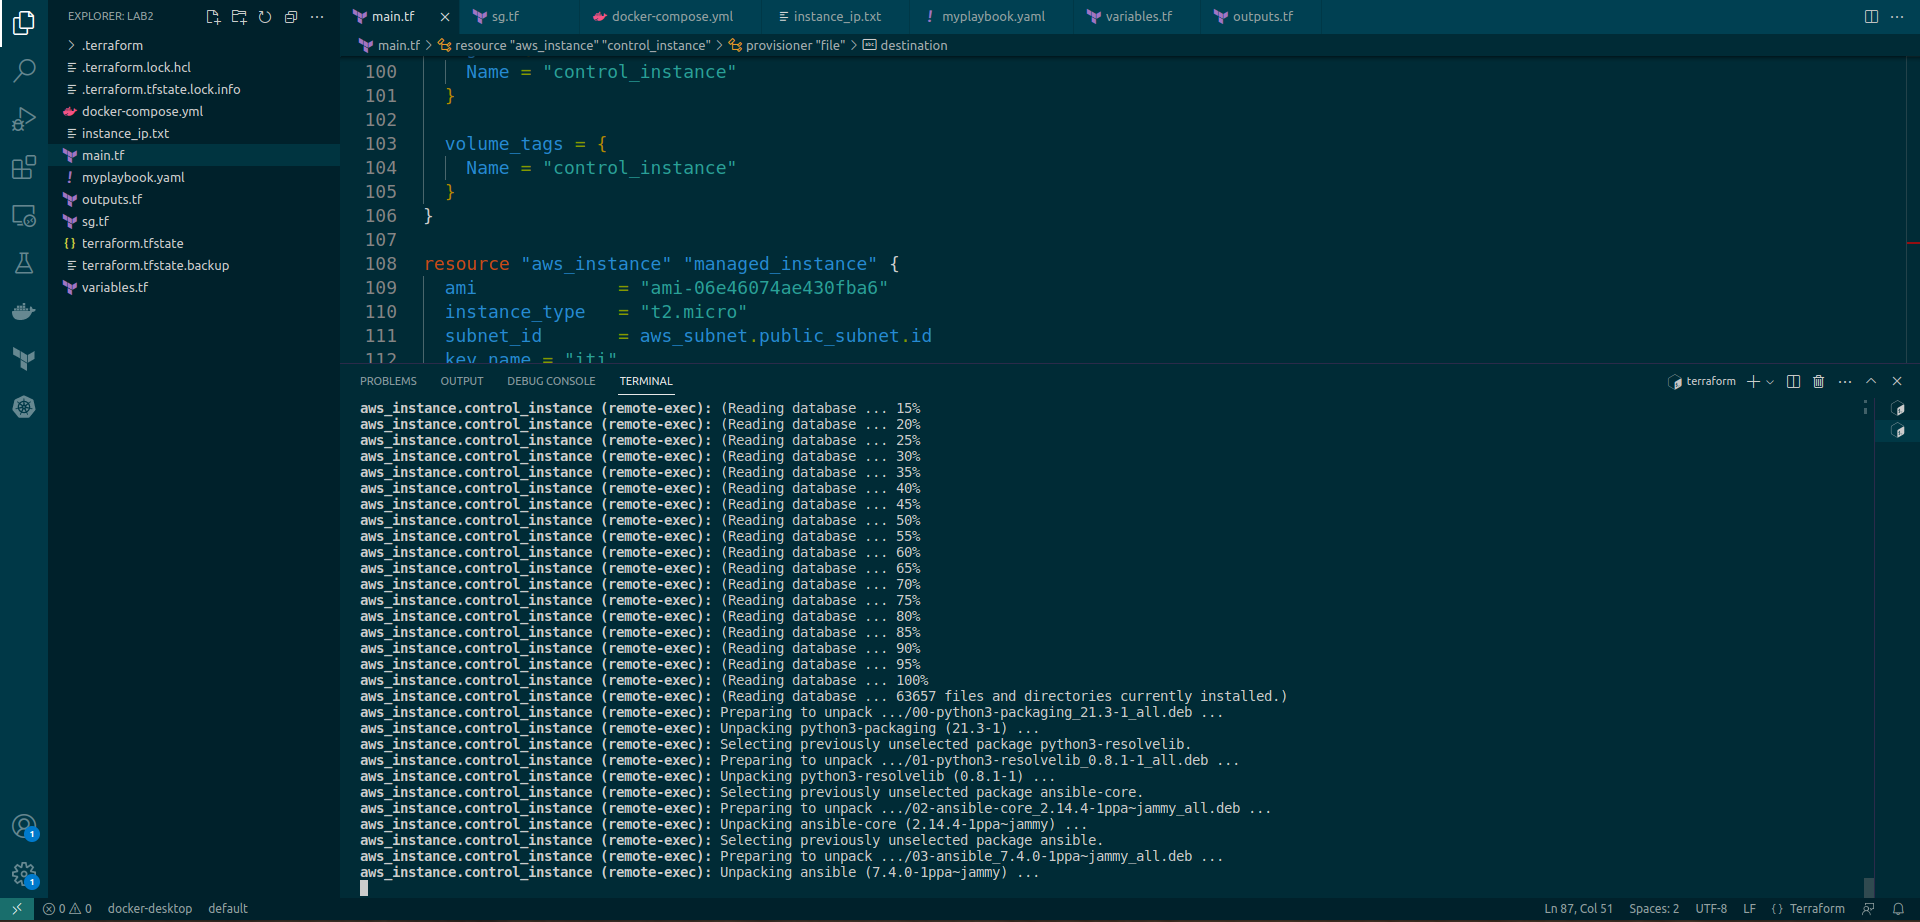 EXPLORER: LAB2
.terraform
.terraform.lock.hcl
.terraform.tfstate.lock.info
docker-compose.yml
instance_ip.txt
main.tf
myplaybook.yaml
outputs.tf
sg.tf
terraform.tfstate
terraform.tfstate.backup
variables.tf
main.tf sg.tf docker-compose.yml instance_ip.txt myplaybook.yaml variables.tf outputs.tf
main.tf > resource "aws_instance" "control_instance" > provisioner "file" > destination
100 Name = "control_instance"
101 }
102
103 volume_tags = {
104 Name = "control_instance"
105 }
106 }
107
108 resource "aws_instance" "managed_instance" {
109 ami = "ami-06e46074ae430fba6"
110 instance_type = "t2.micro"
111 subnet_id = aws_subnet.public_subnet.id
112 key_name = "iti"
PROBLEMS OUTPUT DEBUG CONSOLE TERMINAL terraform
aws_instance.control_instance (remote-exec): (Reading database ... 15%
aws_instance.control_instance (remote-exec): (Reading database ... 20%
aws_instance.control_instance (remote-exec): (Reading database ... 25%
aws_instance.control_instance (remote-exec): (Reading database ... 30%
aws_instance.control_instance (remote-exec): (Reading database ... 35%
aws_instance.control_instance (remote-exec): (Reading database ... 40%
aws_instance.control_instance (remote-exec): (Reading database ... 45%
aws_instance.control_instance (remote-exec): (Reading database ... 50%
aws_instance.control_instance (remote-exec): (Reading database ... 55%
aws_instance.control_instance (remote-exec): (Reading database ... 60%
aws_instance.control_instance (remote-exec): (Reading database ... 65%
aws_instance.control_instance (remote-exec): (Reading database ... 70%
aws_instance.control_instance (remote-exec): (Reading database ... 75%
aws_instance.control_instance (remote-exec): (Reading database ... 80%
aws_instance.control_instance (remote-exec): (Reading database ... 85%
aws_instance.control_instance (remote-exec): (Reading database ... 90%
aws_instance.control_instance (remote-exec): (Reading database ... 95%
aws_instance.control_instance (remote-exec): (Reading database ... 100%
aws_instance.control_instance (remote-exec): (Reading database ... 63657 files and directories currently installed.)
aws_instance.control_instance (remote-exec): Preparing to unpack .../00-python3-packaging_21.3-1_all.deb ...
aws_instance.control_instance (remote-exec): Unpacking python3-packaging (21.3-1) ...
aws_instance.control_instance (remote-exec): Selecting previously unselected package python3-resolvelib.
aws_instance.control_instance (remote-exec): Preparing to unpack .../01-python3-resolvelib_0.8.1-1_all.deb ...
aws_instance.control_instance (remote-exec): Unpacking python3-resolvelib (0.8.1-1) ...
aws_instance.control_instance (remote-exec): Selecting previously unselected package ansible-core.
aws_instance.control_instance (remote-exec): Preparing to unpack .../02-ansible-core_2.14.4-1ppa~jammy_all.deb ...
aws_instance.control_instance (remote-exec): Unpacking ansible-core (2.14.4-1ppa~jammy) ...
aws_instance.control_instance (remote-exec): Selecting previously unselected package ansible.
aws_instance.control_instance (remote-exec): Preparing to unpack .../03-ansible_7.4.0-1ppa~jammy_all.deb ...
aws_instance.control_instance (remote-exec): Unpacking ansible (7.4.0-1ppa~jammy) ...
1
1
0 0 docker-desktop default Ln 87, Col 51 Spaces: 2 UTF-8 LF {} Terraform